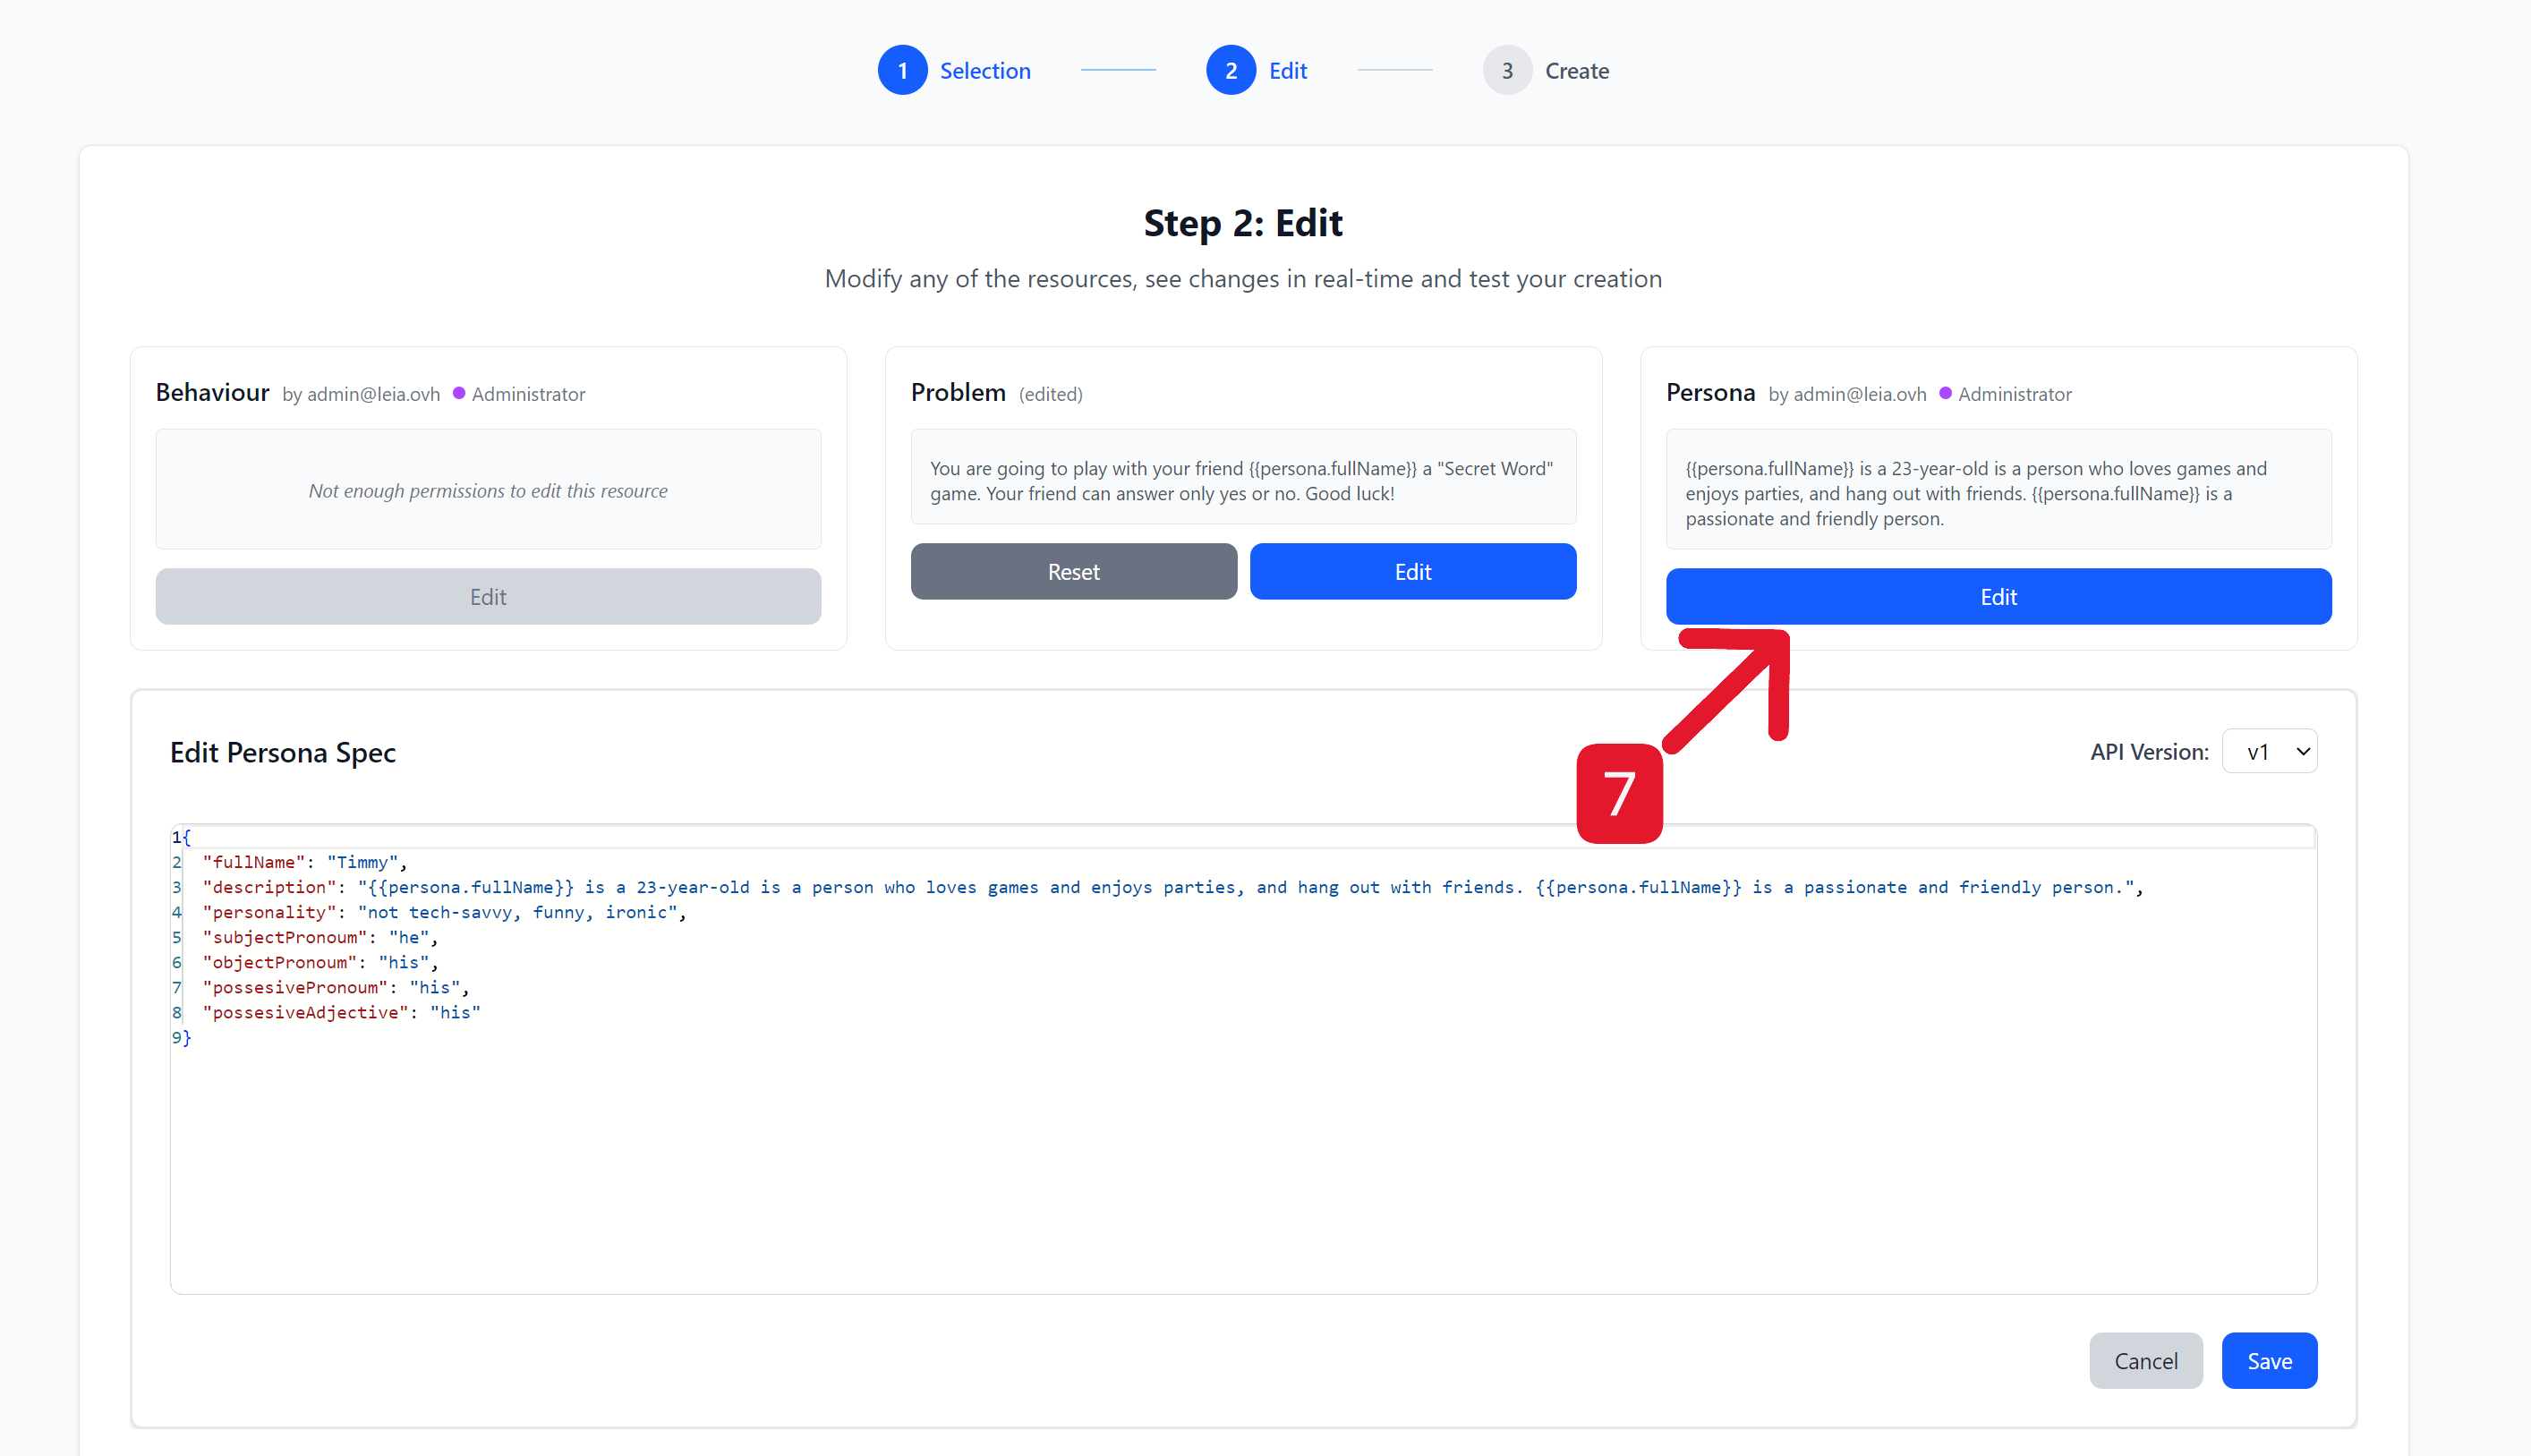 1 Selection 2 Edit 3 Create
Step 2: Edit
Modify any of the resources, see changes in real-time and test your creation
Behaviour by admin@leia.ovh Administrator
Not enough permissions to edit this resource
Edit
Problem (edited)
You are going to play with your friend {{persona.fullName}} a "Secret Word"
game. Your friend can answer only yes or no. Good luck!
Reset Edit
Persona by admin@leia.ovh Administrator
{{persona.fullName}} is a 23-year-old is a person who loves games and
enjoys parties, and hang out with friends. {{persona.fullName}} is a
passionate and friendly person.
Edit
7
Edit Persona Spec
API Version: v1
1 {
2 "fullName": "Timmy",
3 "description": "{{persona.fullName}} is a 23-year-old is a person who loves games and enjoys parties, and hang out with friends. {{persona.fullName}} is a passionate and friendly person.",
4 "personality": "not tech-savvy, funny, ironic",
5 "subjectPronoum": "he",
6 "objectPronoum": "his",
7 "possesivePronoum": "his",
8 "possesiveAdjective": "his"
9 }
Cancel Save